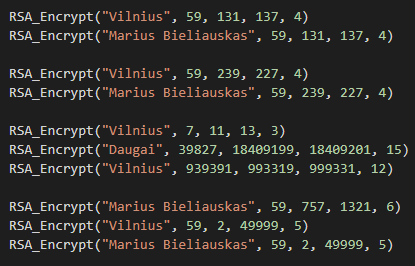 RSA_Encrypt("Vilnius", 59, 131, 137, 4)
RSA_Encrypt("Marius Bieliauskas", 59, 131, 137, 4)
RSA_Encrypt("Vilnius", 59, 239, 227, 4)
RSA_Encrypt("Marius Bieliauskas", 59, 239, 227, 4)
RSA_Encrypt("Vilnius", 7, 11, 13, 3)
RSA_Encrypt("Daugai", 39827, 18409199, 18409201, 15)
RSA_Encrypt("Vilnius", 939391, 993319, 999331, 12)
RSA_Encrypt("Marius Bieliauskas", 59, 757, 1321, 6)
RSA_Encrypt("Vilnius", 59, 2, 49999, 5)
RSA_Encrypt("Marius Bieliauskas", 59, 2, 49999, 5)